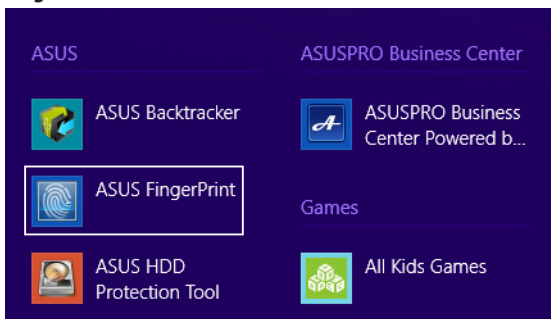 ASUS
ASUS Backtracker
ASUS FingerPrint
ASUS HDD
Protection Tool
ASUSPRO Business Center
ASUSPRO Business
Center Powered b...
Games
All Kids Games